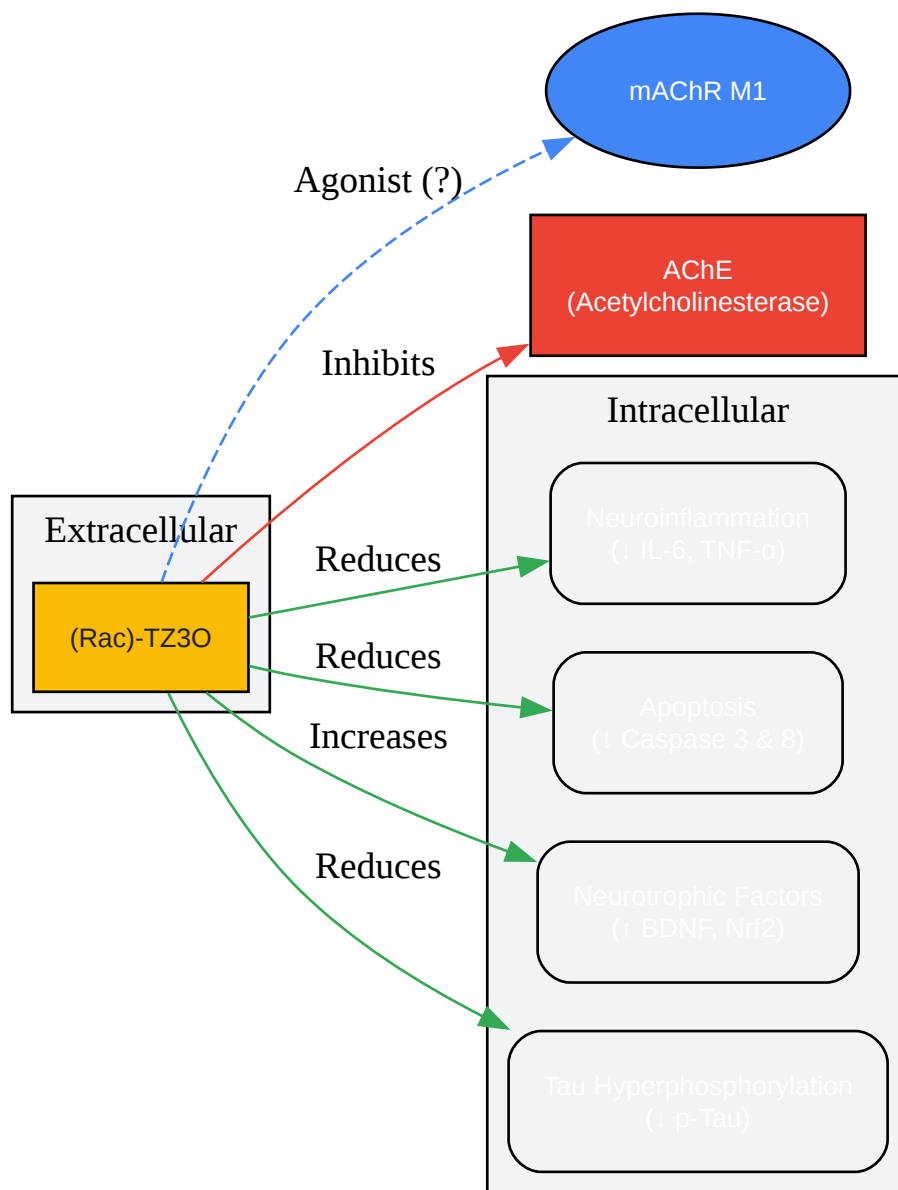 mAChR M1
Agonist (?)
AChE
(Acetylcholinesterase)
Inhibits
Intracellular
Extracellular
(Rac)-TZ3O
Reduces
Neuroinflammation
(↓ IL-6, TNF-α)
Reduces
Apoptosis
(↓ Caspase 3 & 8)
Increases
Neurotrophic Factors
(↑ BDNF, Nrf2)
Reduces
Tau Hyperphosphorylation
(↓ p-Tau)